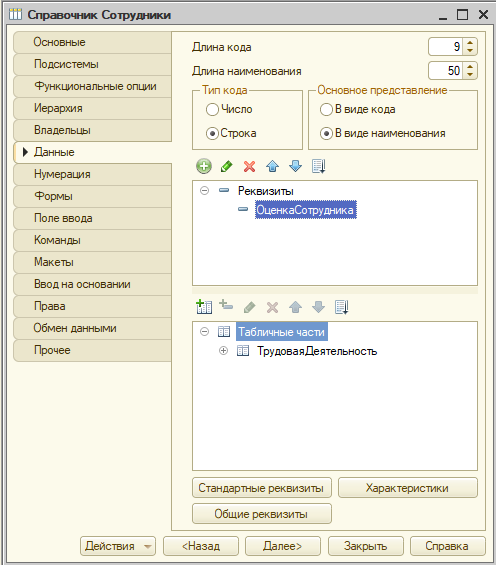 Справочник Сотрудники
Основные
Подсистемы
Функциональные опции
Иерархия
Владельцы
Данные
Нумерация
Формы
Поле ввода
Команды
Макеты
Ввод на основании
Права
Обмен данными
Прочее
Длина кода 9
Длина наименования 50
Тип кода
Число
Строка
Основное представление
В виде кода
В виде наименования
Реквизиты
ОценкаСотрудника
Табличные части
ТрудоваяДеятельность
Стандартные реквизиты Характеристики
Общие реквизиты
Действия <Назад Далее> Закрыть Справка